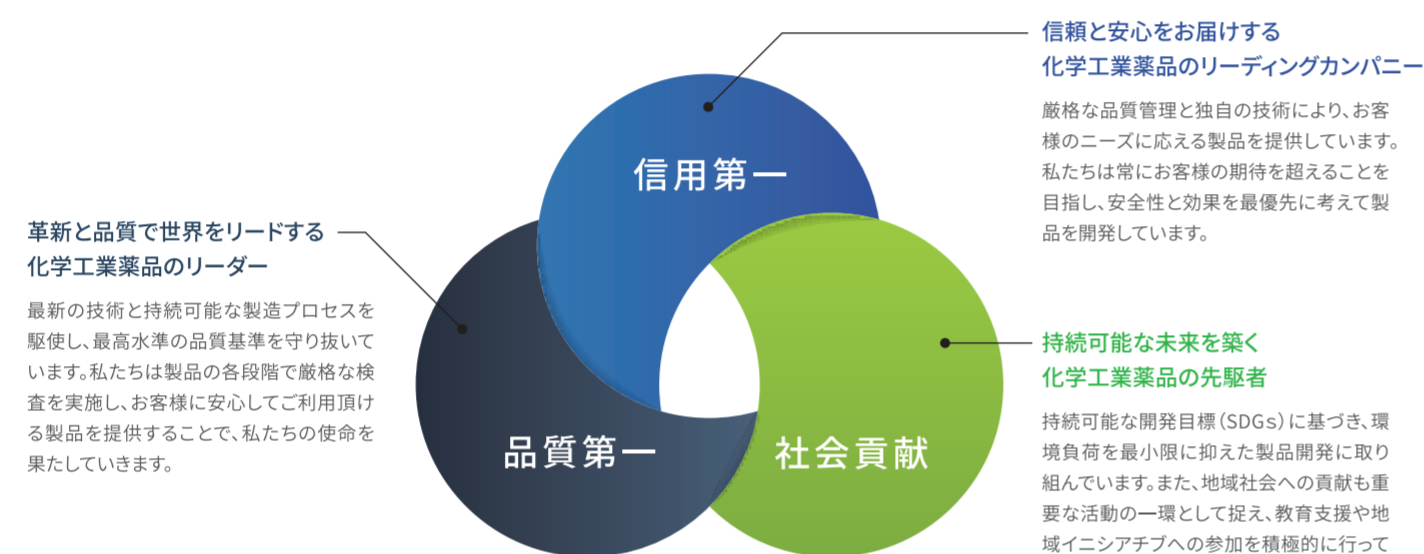 信頼と安心をお届けする
化学工業薬品のリーディングカンパニー
厳格な品質管理と独自の技術により、お客
様のニーズに応える製品を提供しています。
私たちは常にお客様の期待を超えることを
目指し、安全性と効果を最優先に考えて製
品を開発しています。
信用第一
革新と品質で世界をリードする
化学工業薬品のリーダー
最新の技術と持続可能な製造プロセスを
駆使し、最高水準の品質基準を守り抜いて
います。私たちは製品の各段階で厳格な検
査を実施し、お客様に安心してご利用頂け
る製品を提供することで、私たちの使命を
果たしていきます。
品質第一
社会貢献
持続可能な未来を築く
化学工業薬品の先駆者
持続可能な開発目標（SDGs）に基づき、環
境負荷を最小限に抑えた製品開発に取り
組んでいます。また、地域社会への貢献も重
要な活動の一環として捉え、教育支援や地
域イニシアチブへの参加を積極的に行って